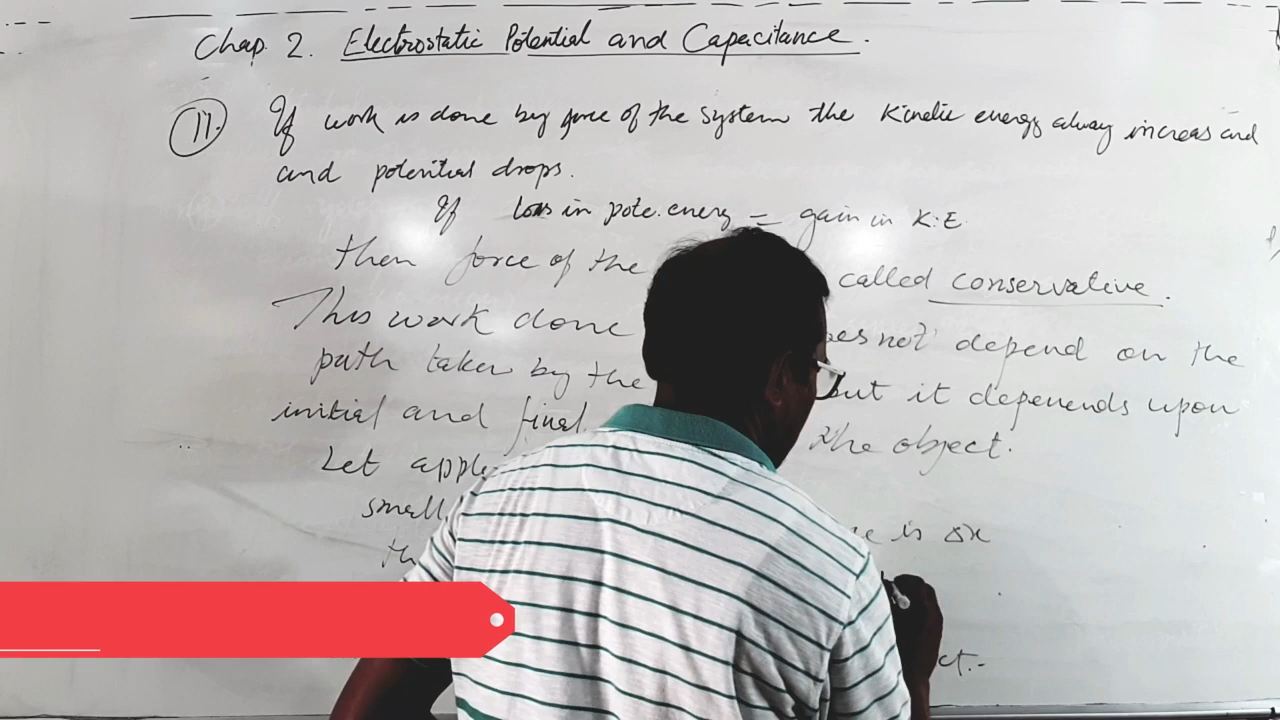 Chap. 2. Electrostatic Potential and Capacitance.
11. If work is done by force of the system the Kinetic energy alway increas and
and potential drops.
If loss in pote. energy = gain in K.E.
then force of the called conservative.
This work done not depend on the
path taken by the but it depenends upon
initial and final the object.
Let
small is Δx